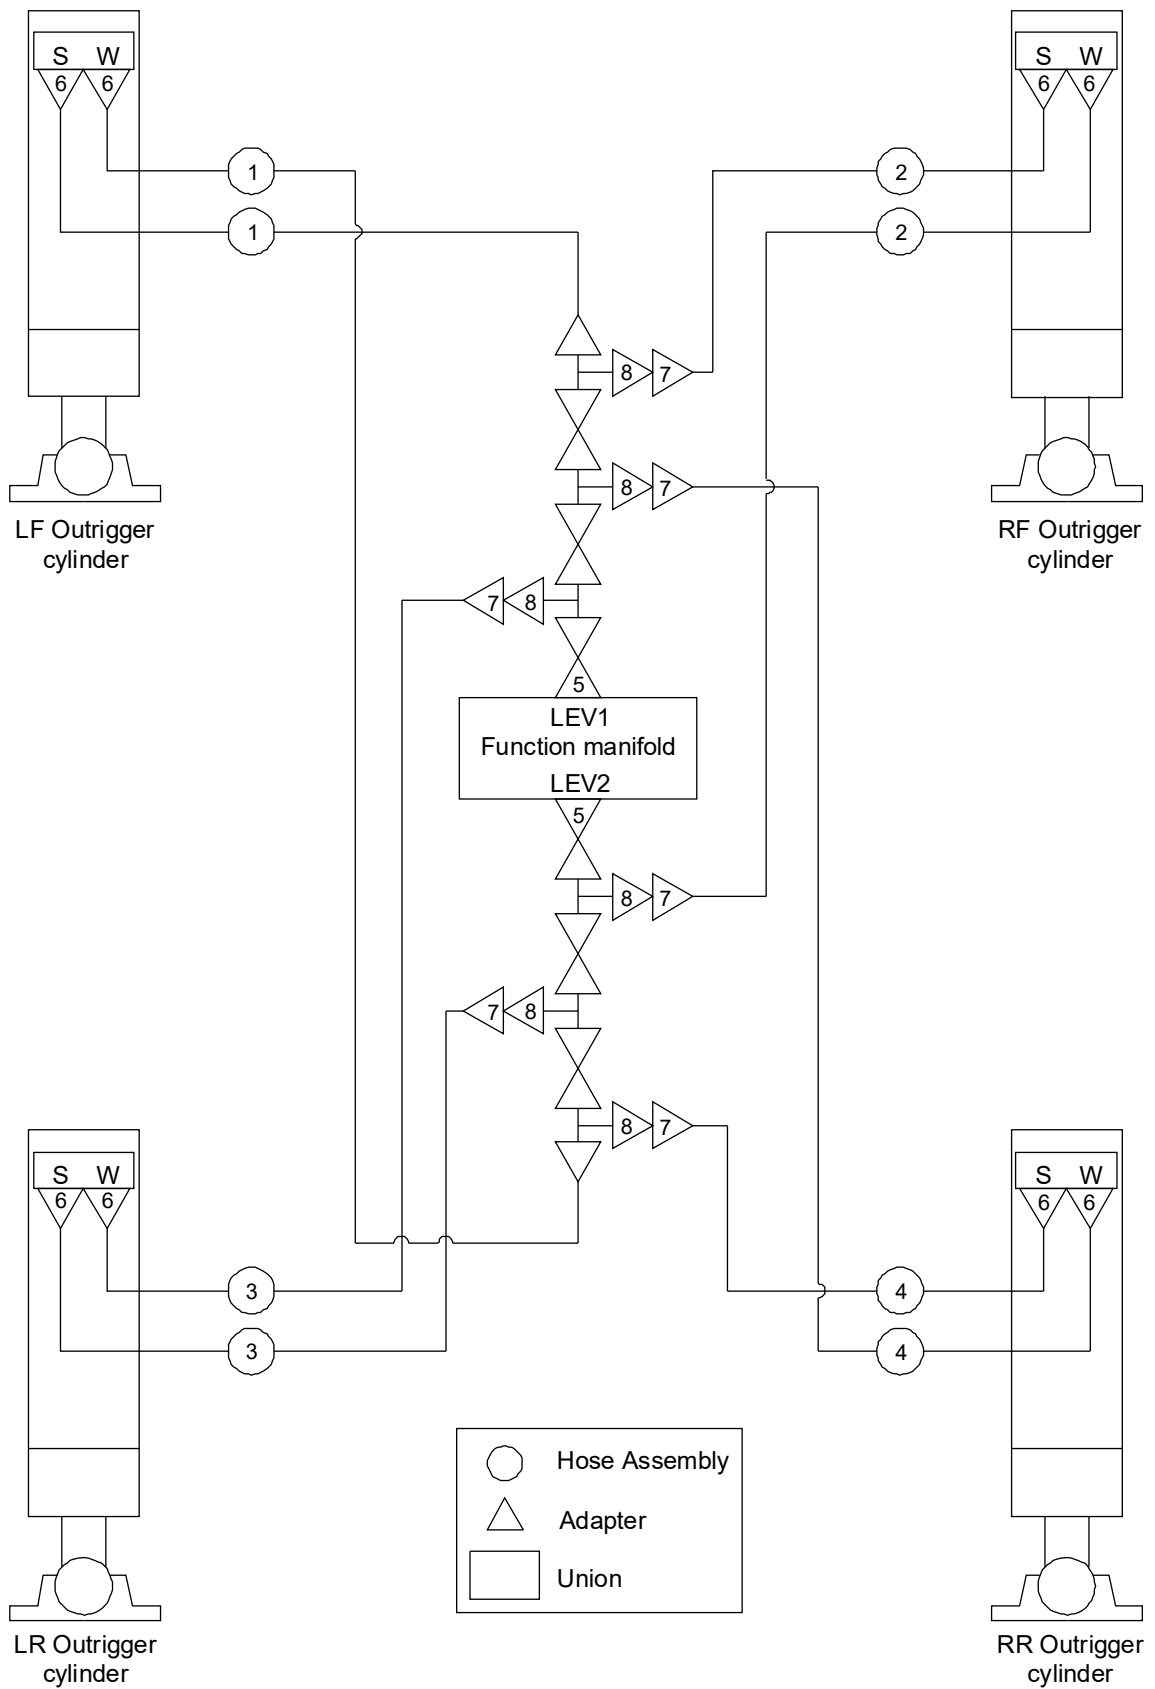 S W
6 6
S W
6 6
1
2
1
2
8 7
8 7
LF Outrigger
cylinder
RF Outrigger
cylinder
7 8
5
LEV1
Function manifold
LEV2
5
8 7
7 8
8 7
S W
6 6
S W
6 6
3
4
3
4
Hose Assembly
Adapter
Union
LR Outrigger
cylinder
RR Outrigger
cylinder